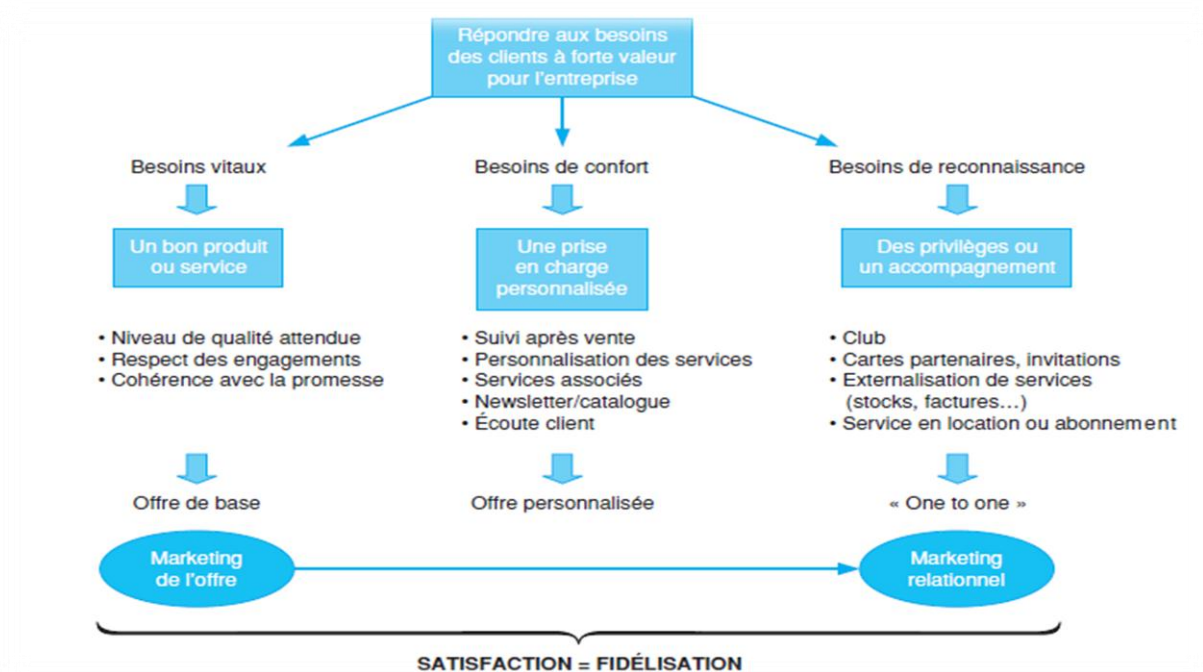 Répondre aux besoins
des clients à forte valeur
pour l'entreprise
Besoins vitaux
Besoins de confort
Besoins de reconnaissance
Un bon produit
ou service
Une prise
en charge
personnalisée
Des privilèges ou
un accompagnement
• Niveau de qualité attendue
• Respect des engagements
• Cohérence avec la promesse
• Suivi après vente
• Personnalisation des services
• Services associés
• Newsletter/catalogue
• Écoute client
• Club
• Cartes partenaires, invitations
• Externalisation de services
(stocks, factures…)
• Service en location ou abonnement
Offre de base
Offre personnalisée
« One to one »
Marketing
de l'offre
Marketing
relationnel
SATISFACTION = FIDÉLISATION